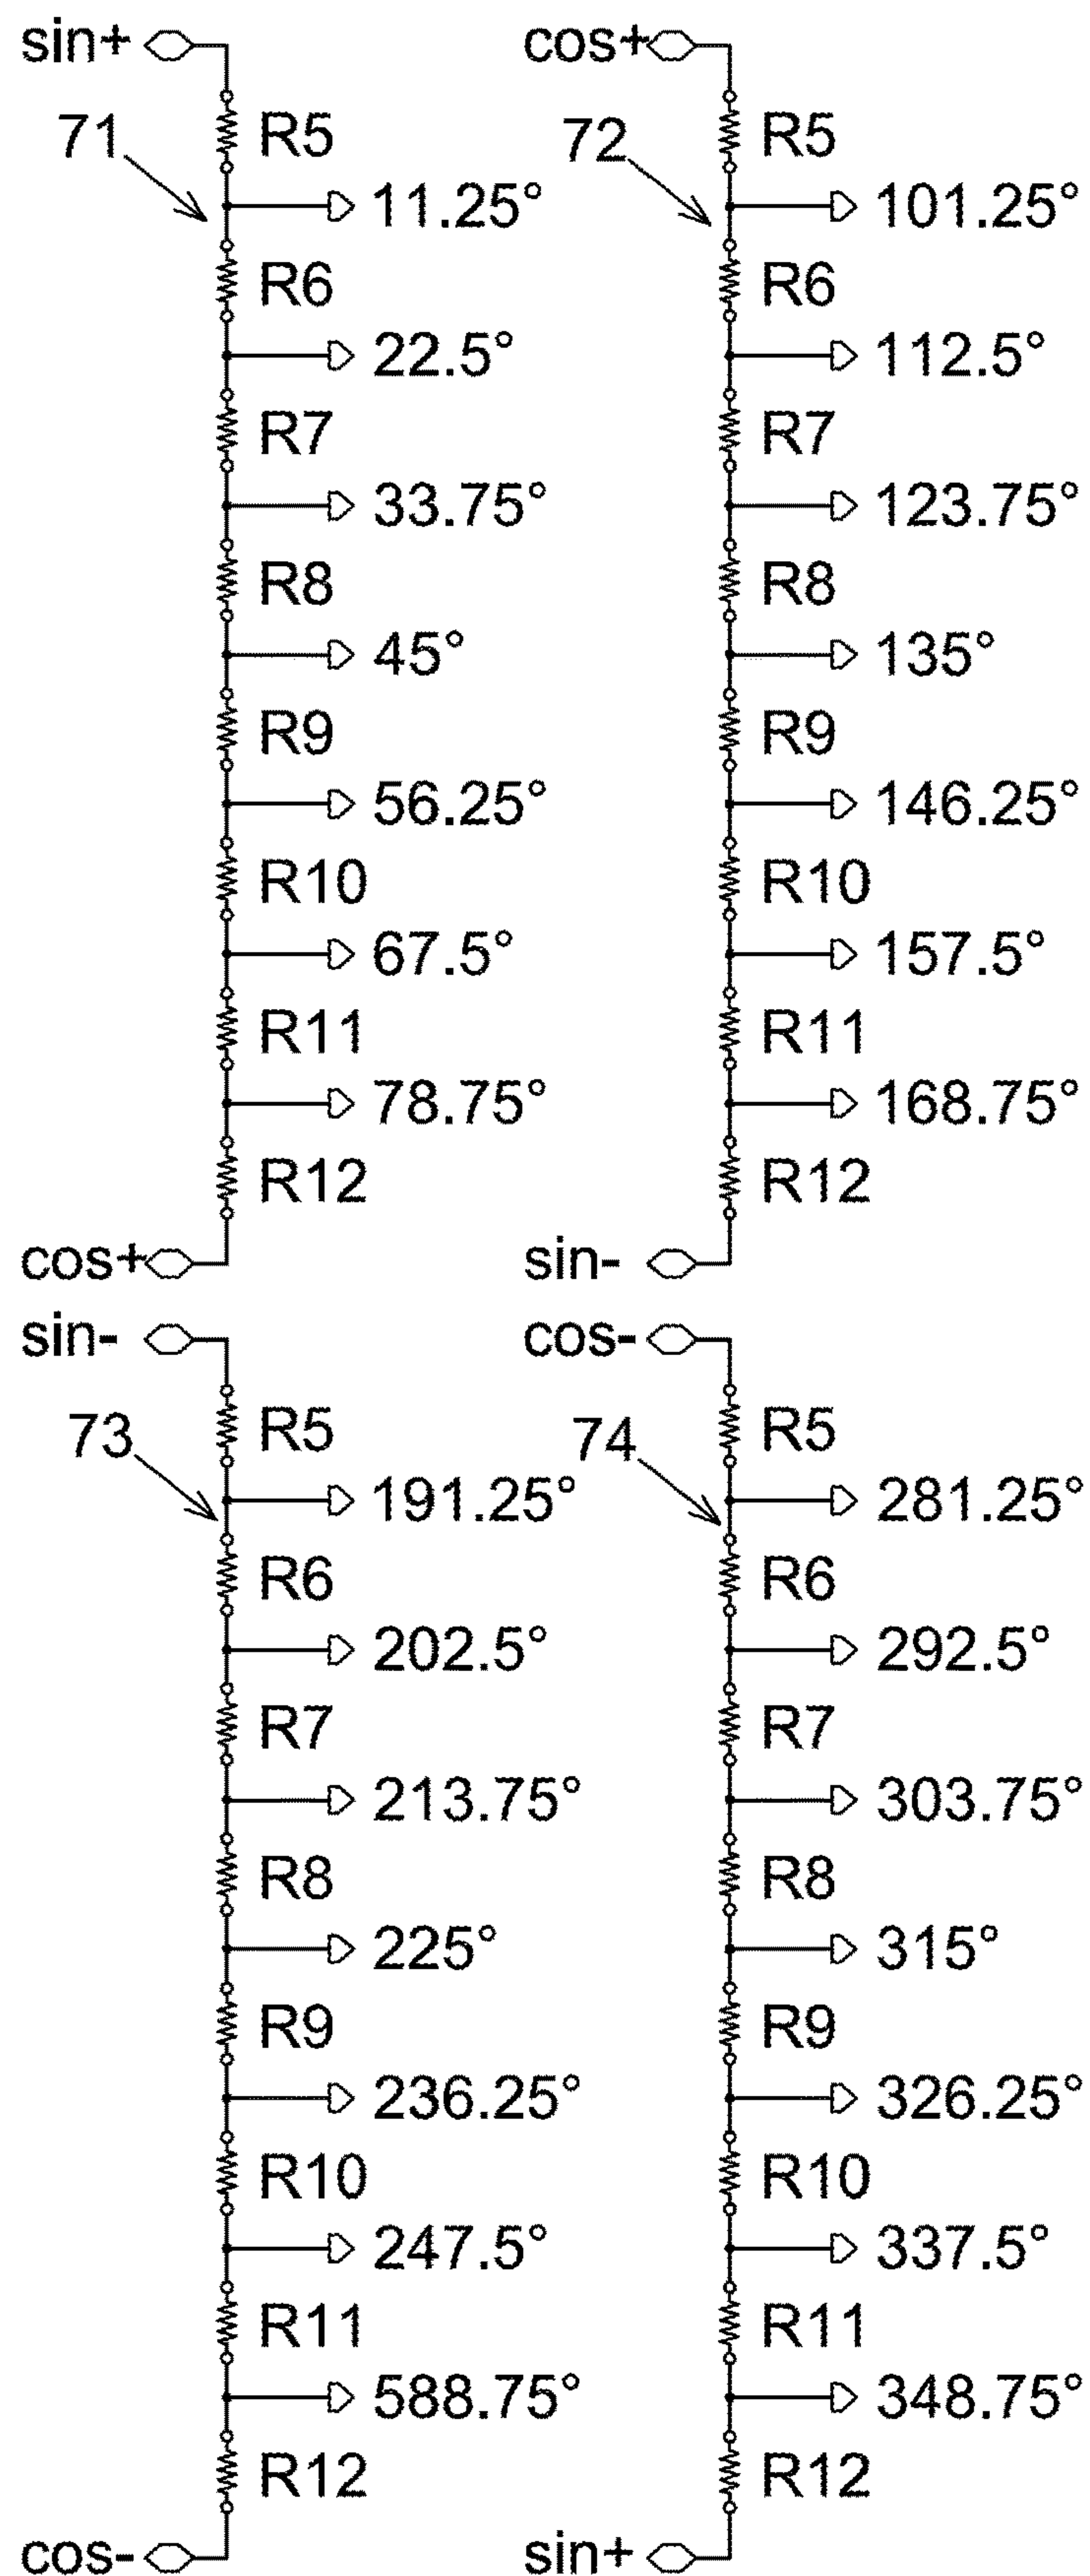 sin+
71
R5
11.25°
R6
22.5°
R7
33.75°
R8
45°
R9
56.25°
R10
67.5°
R11
78.75°
R12
cos+
cos+
72
R5
101.25°
R6
112.5°
R7
123.75°
R8
135°
R9
146.25°
R10
157.5°
R11
168.75°
R12
sin-
sin-
73
R5
191.25°
R6
202.5°
R7
213.75°
R8
225°
R9
236.25°
R10
247.5°
R11
588.75°
R12
cos-
cos-
74
R5
281.25°
R6
292.5°
R7
303.75°
R8
315°
R9
326.25°
R10
337.5°
R11
348.75°
R12
sin+